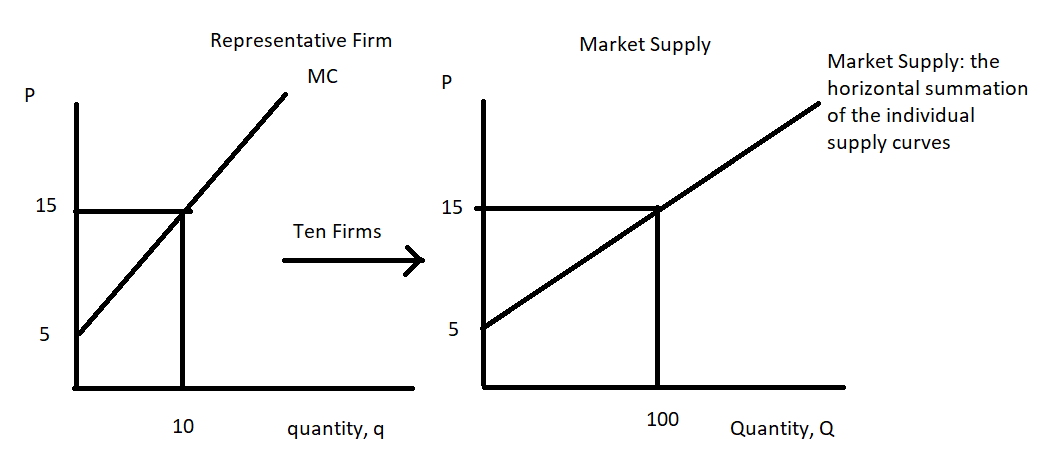 Representative Firm
MC
P
15
5
10
quantity, q
Ten Firms
Market Supply
P
15
5
100
Quantity, Q
Market Supply: the
horizontal summation
of the individual
supply curves